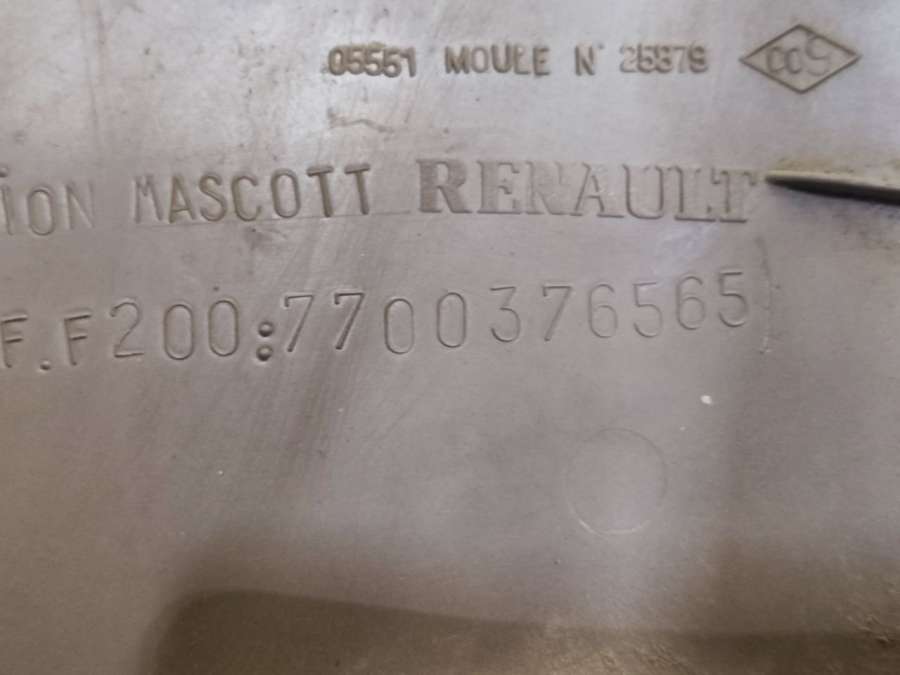 05551 MOULE N° 25379
ION MASCOTT RENAULT
F.F200:7700376565